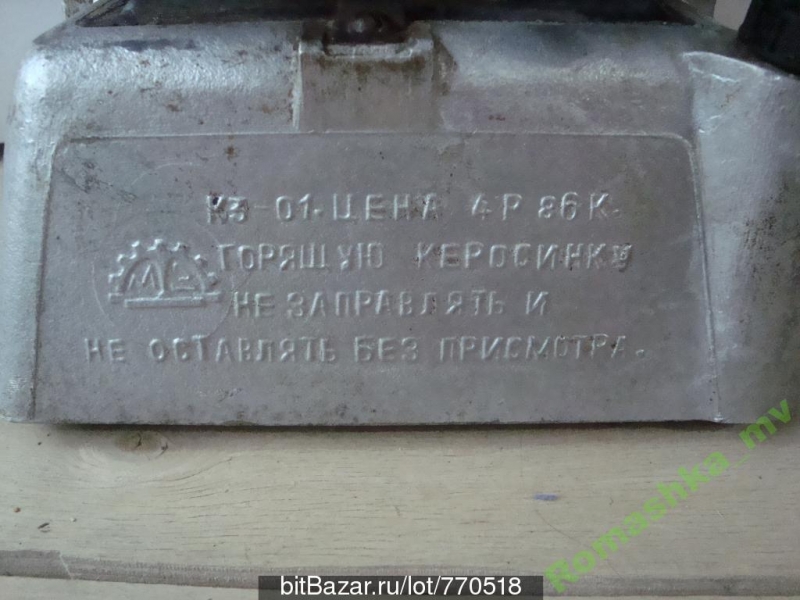 КЗ-01. ЦЕНА 4Р 86К.
ГОРЯЩУЮ КЕРОСИНКУ
НЕ ЗАПРАВЛЯТЬ И
НЕ ОСТАВЛЯТЬ БЕЗ ПРИСМОТРА.
Romashka_mv
bitBazar.ru/lot/770518